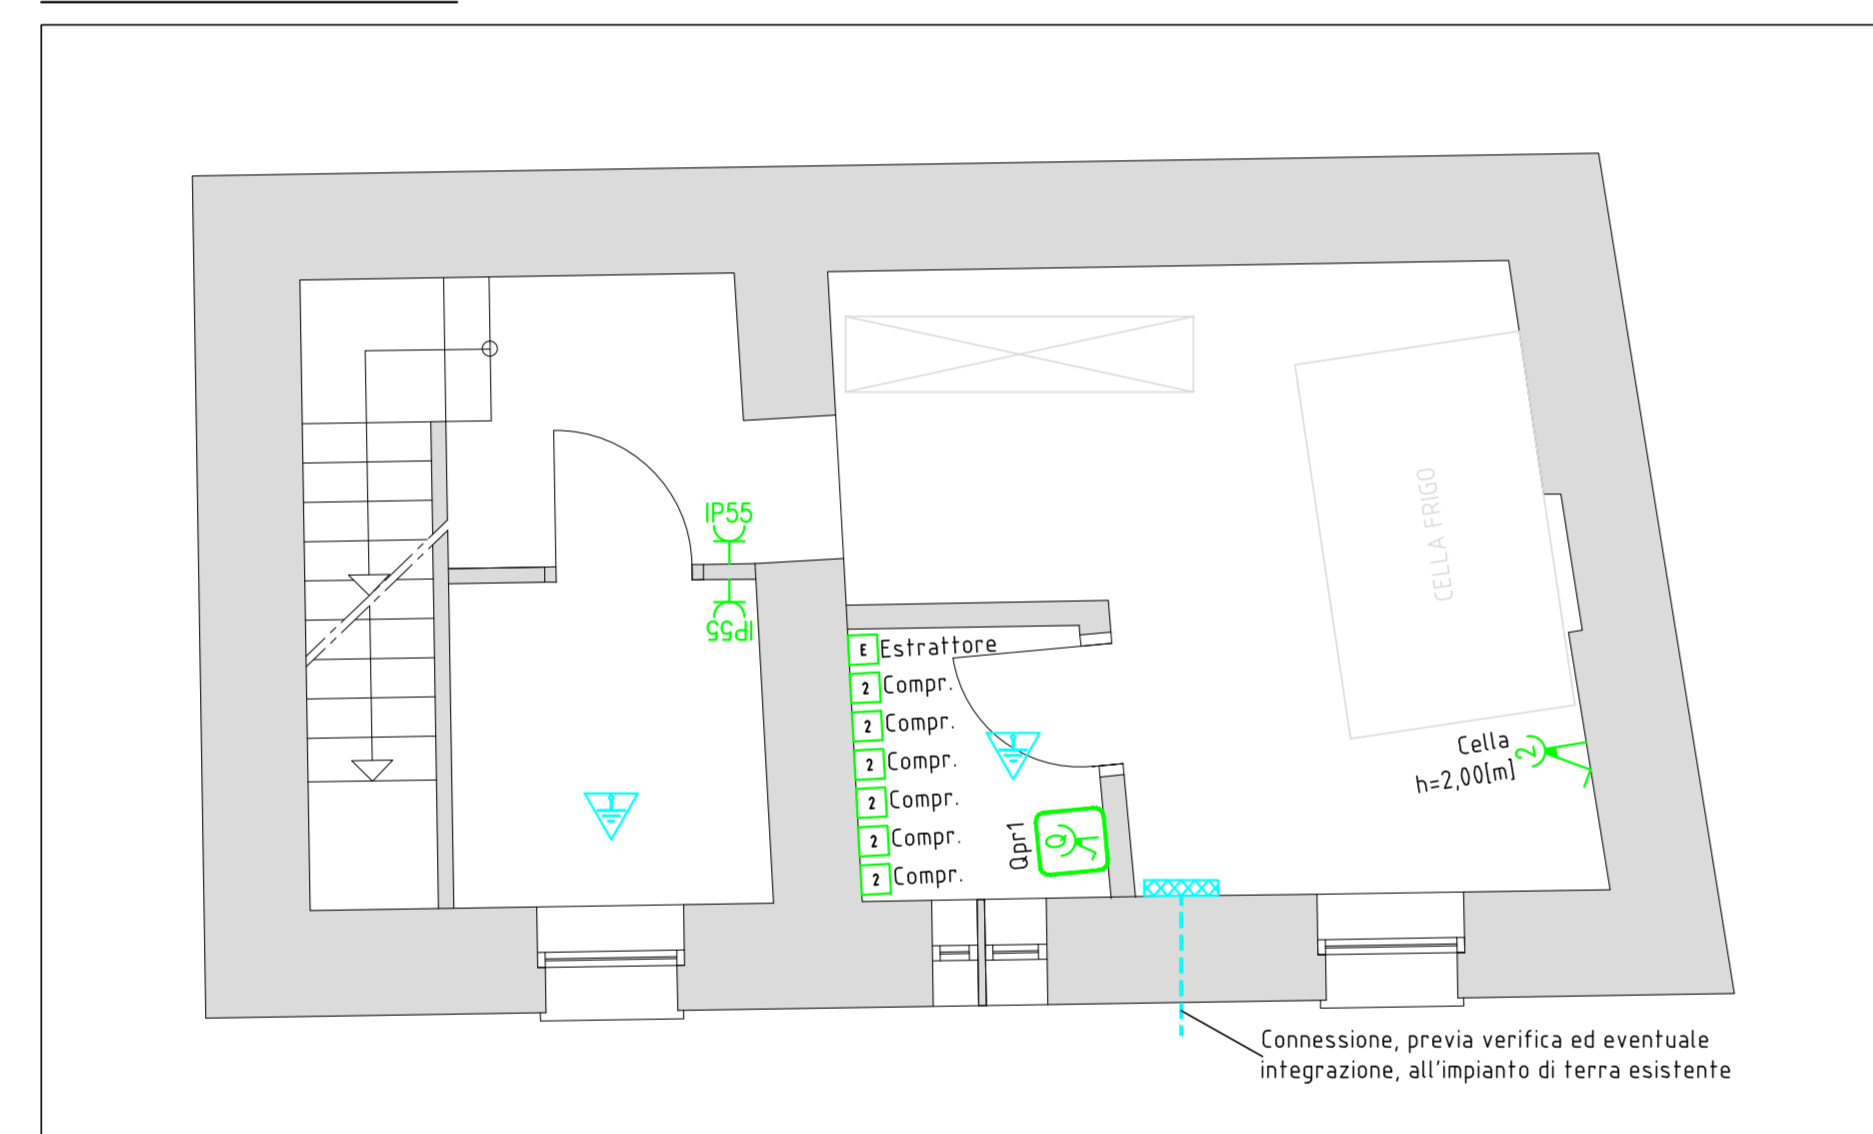 IP55
IP55
CELLA FRIGO
E Estrattore
2 Compr.
2 Compr.
2 Compr.
2 Compr.
2 Compr.
2 Compr.
Qpr1
Q
Cella
h=2,00[m]
2
Connessione, previa verifica ed eventuale
integrazione, all'impianto di terra esistente